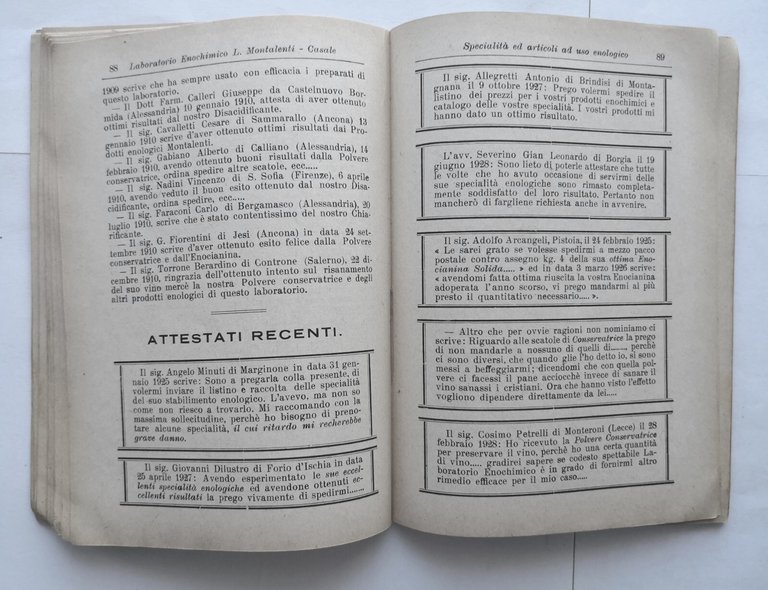 88 Laboratorio Enochimico L. Montalenti - Casale
1909 scrive che ha sempre usato con efficacia i preparati di
questo laboratorio.
— Il Dott Farm. Calleri Giuseppe da Castelnuovo Bor-
mida (Alessandria) 10 gennaio 1910, attesta di aver ottenuto
ottimi risultati dal nostro Disacidificante.
— Il sig. Cavalletti Cesare di Sammarallo (Ancona) 13
gennaio 1910 scrive d'aver ottenuto ottimi risultati dai Pro-
dotti enologici Montalenti.
— Il sig. Gabiano Alberto di Calliano (Alessandria), 14
febbraio 1910, avendo ottenuto buoni risultati dalla Polvere
conservatrice, ordina spedire altre scatole, ecc.....
— Il sig. Nadini Vincenzo di S. Sofia (Firenze), 6 aprile
1910, avendo veduto il buon esito ottenuto dal nostro Disa-
cidificante, ordina spedire, ecc.....
— Il sig. Faraconi Carlo di Bergamasco (Alessandria), 20
luglio 1910, scrive che è stato contentissimo del nostro Chia-
rificante.
— Il sig. G. Fiorentini di Jesi (Ancona) in data 24 set-
tembre 1910 scrive d'aver avuto esito felice dalla Polvere
conservatrice e dall'Enocianina.
— Il sig. Torrone Berardino di Controne (Salerno), 22 di-
cembre 1910, ringrazia dell'ottenuto intento sul risanamento
del suo vino mercè la nostra Polvere conservatrice e degli
altri prodotti enologici di questo laboratorio.
ATTESTATI RECENTI.
Il sig. Angelo Minuti di Marginone in data 31 gen-
naio 1925 scrive: Sono a pregarla colla presente, di
volermi inviare il listino e raccolta delle specialità
del suo stabilimento enologico. L'avevo, ma non so
come non riesco a trovarlo. Mi raccomando con la
massima sollecitudine, perchè ho bisogno di preno-
tare alcune specialità, il cui ritardo mi recherebbe
grave danno.
Il sig. Giovanni Dilustro di Forio d'Ischia in data
25 aprile 1927: Avendo esperimentato le sue eccel-
lenti specialità enologiche ed avendone ottenuti ec-
cellenti risultati la prego vivamente di spedirmi.......
Specialità ed articoli ad uso enologico 89
Il sig. Allegretti Antonio di Brindisi di Monta-
gnana il 9 ottobre 1927: Prego volermi spedire il
listino dei prezzi per i vostri prodotti enochimici e
catalogo delle vostre specialità. I vostri prodotti mi
hanno dato un ottimo risultato.
L'avv. Severino Gian Leonardo di Borgia il 19
giugno 1928: Sono lieto di poterle attestare che tutte
le volte che ho avuto occasione di servirmi delle
sue specialità enologiche sono rimasto completa-
mente soddisfatto del loro risultato. Pertanto non
mancherò di fargliene richiesta anche in avvenire.
Il sig. Adolfo Arcangeli, Pistoia, il 24 febbraio 1925:
« Le sarei grato se volesse spedirmi a mezzo pacco
postale contro assegno kg. 4 della sua ottima Eno-
cianina Solida..... » ed in data 3 marzo 1926 scrive:
« avendomi fatta ottima riuscita la vostra Enocianina
adoperata l'anno scorso, vi prego mandarmi al più
presto il quantitativo necessario..... ».
— Altro che per ovvie ragioni non nominiamo ci
scrive: Riguardo alle scatole di Conservatrice la prego
di non mandarle a nossuno di quelli di......., perchè
ci sono diversi, che quando glie l'ho detto io, si sono
messi a beffeggiarmi; dicendomi che con quella polve-
re ci facessi il pane acciocchè invece di sanare il
vino sanassi i cristiani. Ora che hanno visto l'effetto
vogliono dipendere direttamente da lei.....
Il sig. Cosimo Petrelli di Monteroni (Lecce) il 28
febbraio 1928: Ho ricevuto la Polvere Conservatrice
per preservare il vino, perchè ho una certa quantità
di vino..... gradirei sapere se codesto spettabile La-
boratorio Enochimico è in grado di fornirmi altro
rimedio efficace per il mio caso.....